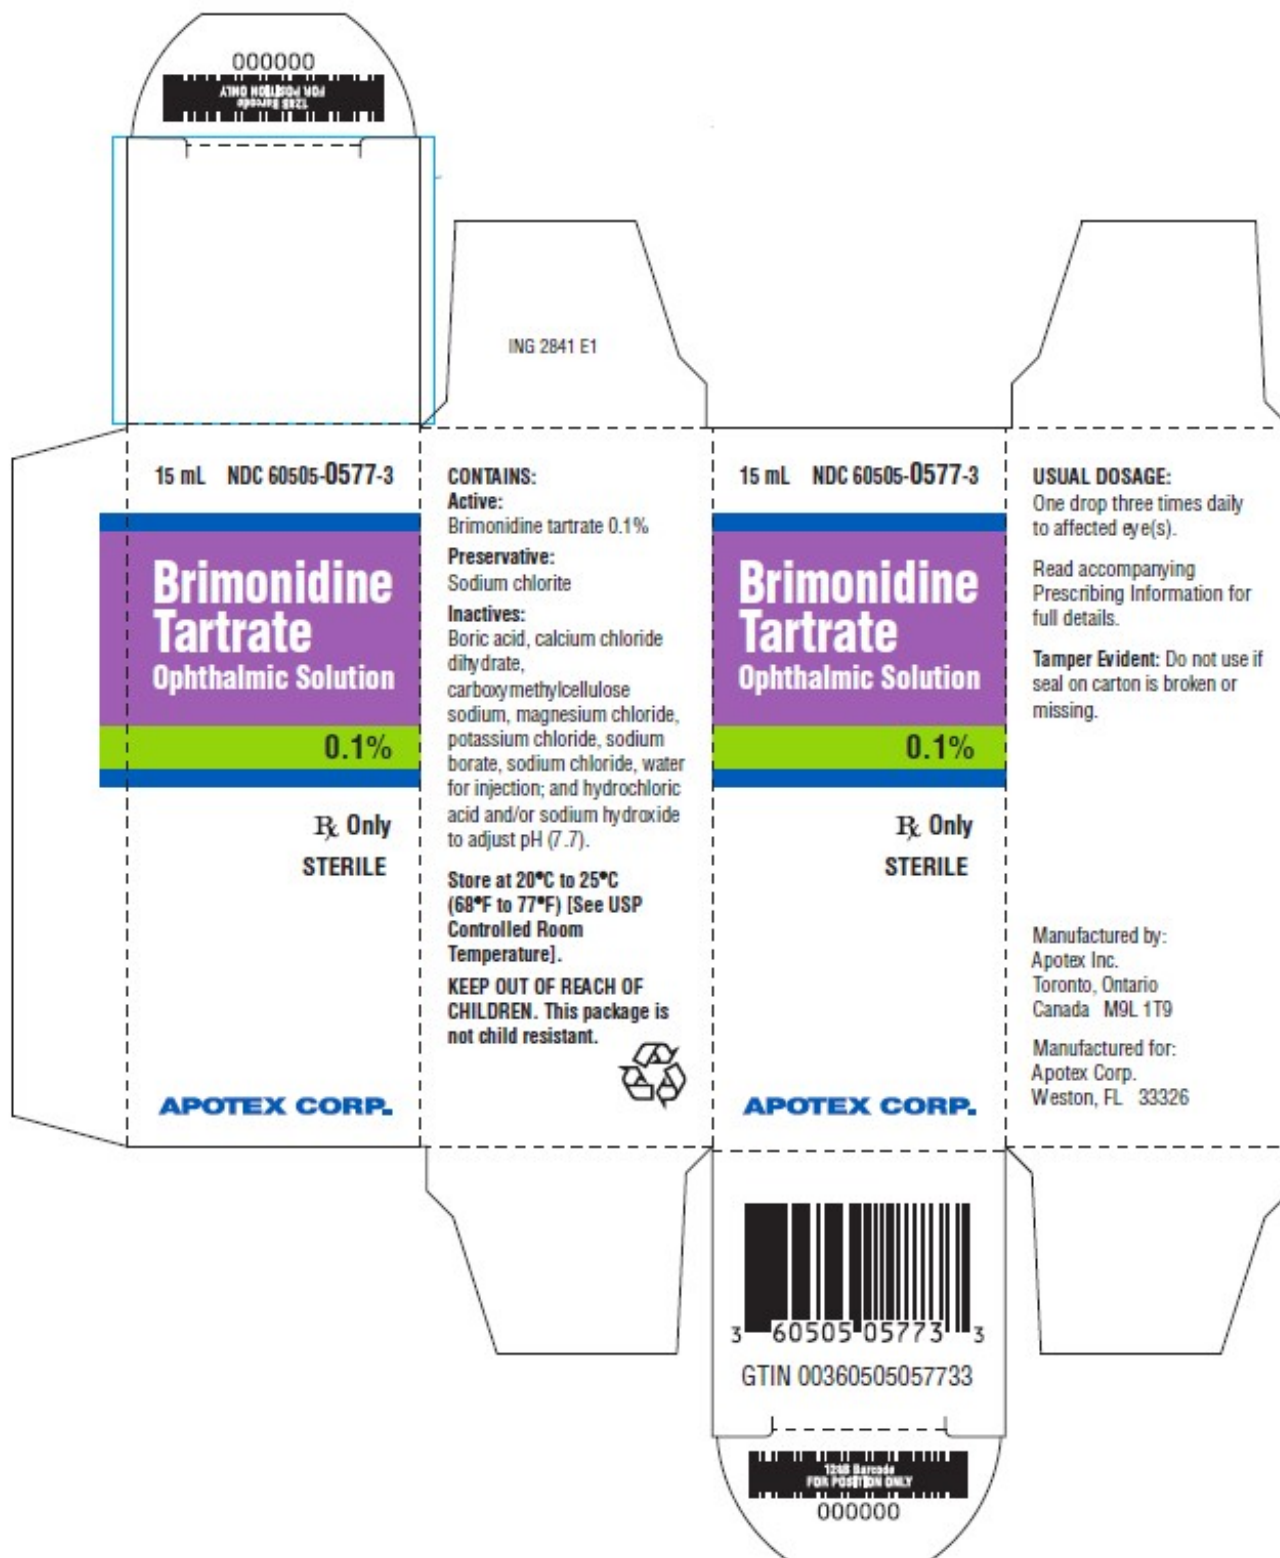 000000
128B Barcode
FOR POSITION ONLY
ING 2841 E1
15 mL NDC 60505-0577-3
Brimonidine
Tartrate
Ophthalmic Solution
0.1%
℞ Only
STERILE
APOTEX CORP.
CONTAINS:
Active:
Brimonidine tartrate 0.1%
Preservative:
Sodium chlorite
Inactives:
Boric acid, calcium chloride
dihydrate,
carboxymethylcellulose
sodium, magnesium chloride,
potassium chloride, sodium
borate, sodium chloride, water
for injection; and hydrochloric
acid and/or sodium hydroxide
to adjust pH (7.7).
Store at 20°C to 25°C
(68°F to 77°F) [See USP
Controlled Room
Temperature].
KEEP OUT OF REACH OF
CHILDREN. This package is
not child resistant.
15 mL NDC 60505-0577-3
Brimonidine
Tartrate
Ophthalmic Solution
0.1%
℞ Only
STERILE
APOTEX CORP.
USUAL DOSAGE:
One drop three times daily
to affected eye(s).
Read accompanying
Prescribing Information for
full details.
Tamper Evident: Do not use if
seal on carton is broken or
missing.
Manufactured by:
Apotex Inc.
Toronto, Ontario
Canada M9L 1T9
Manufactured for:
Apotex Corp.
Weston, FL 33326
3 60505 05773 3
GTIN 00360505057733
128B Barcode
FOR POSITION ONLY
000000